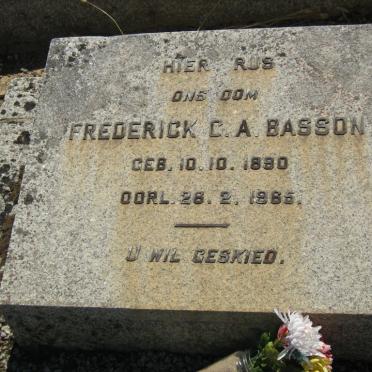 HIER RUS
ONS OOM
FREDERICK C. A. BASSON
GEB. 10. 10. 1890
OORL. 28. 2. 1965.
U WIL GESKIED.